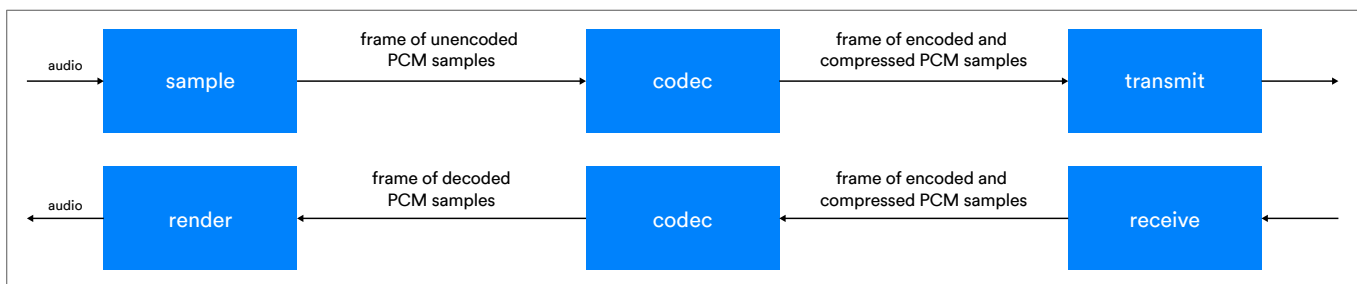 audio
sample
frame of unencoded
PCM samples
codec
frame of encoded and
compressed PCM samples
transmit
audio
render
frame of decoded
PCM samples
codec
frame of encoded and
compressed PCM samples
receive